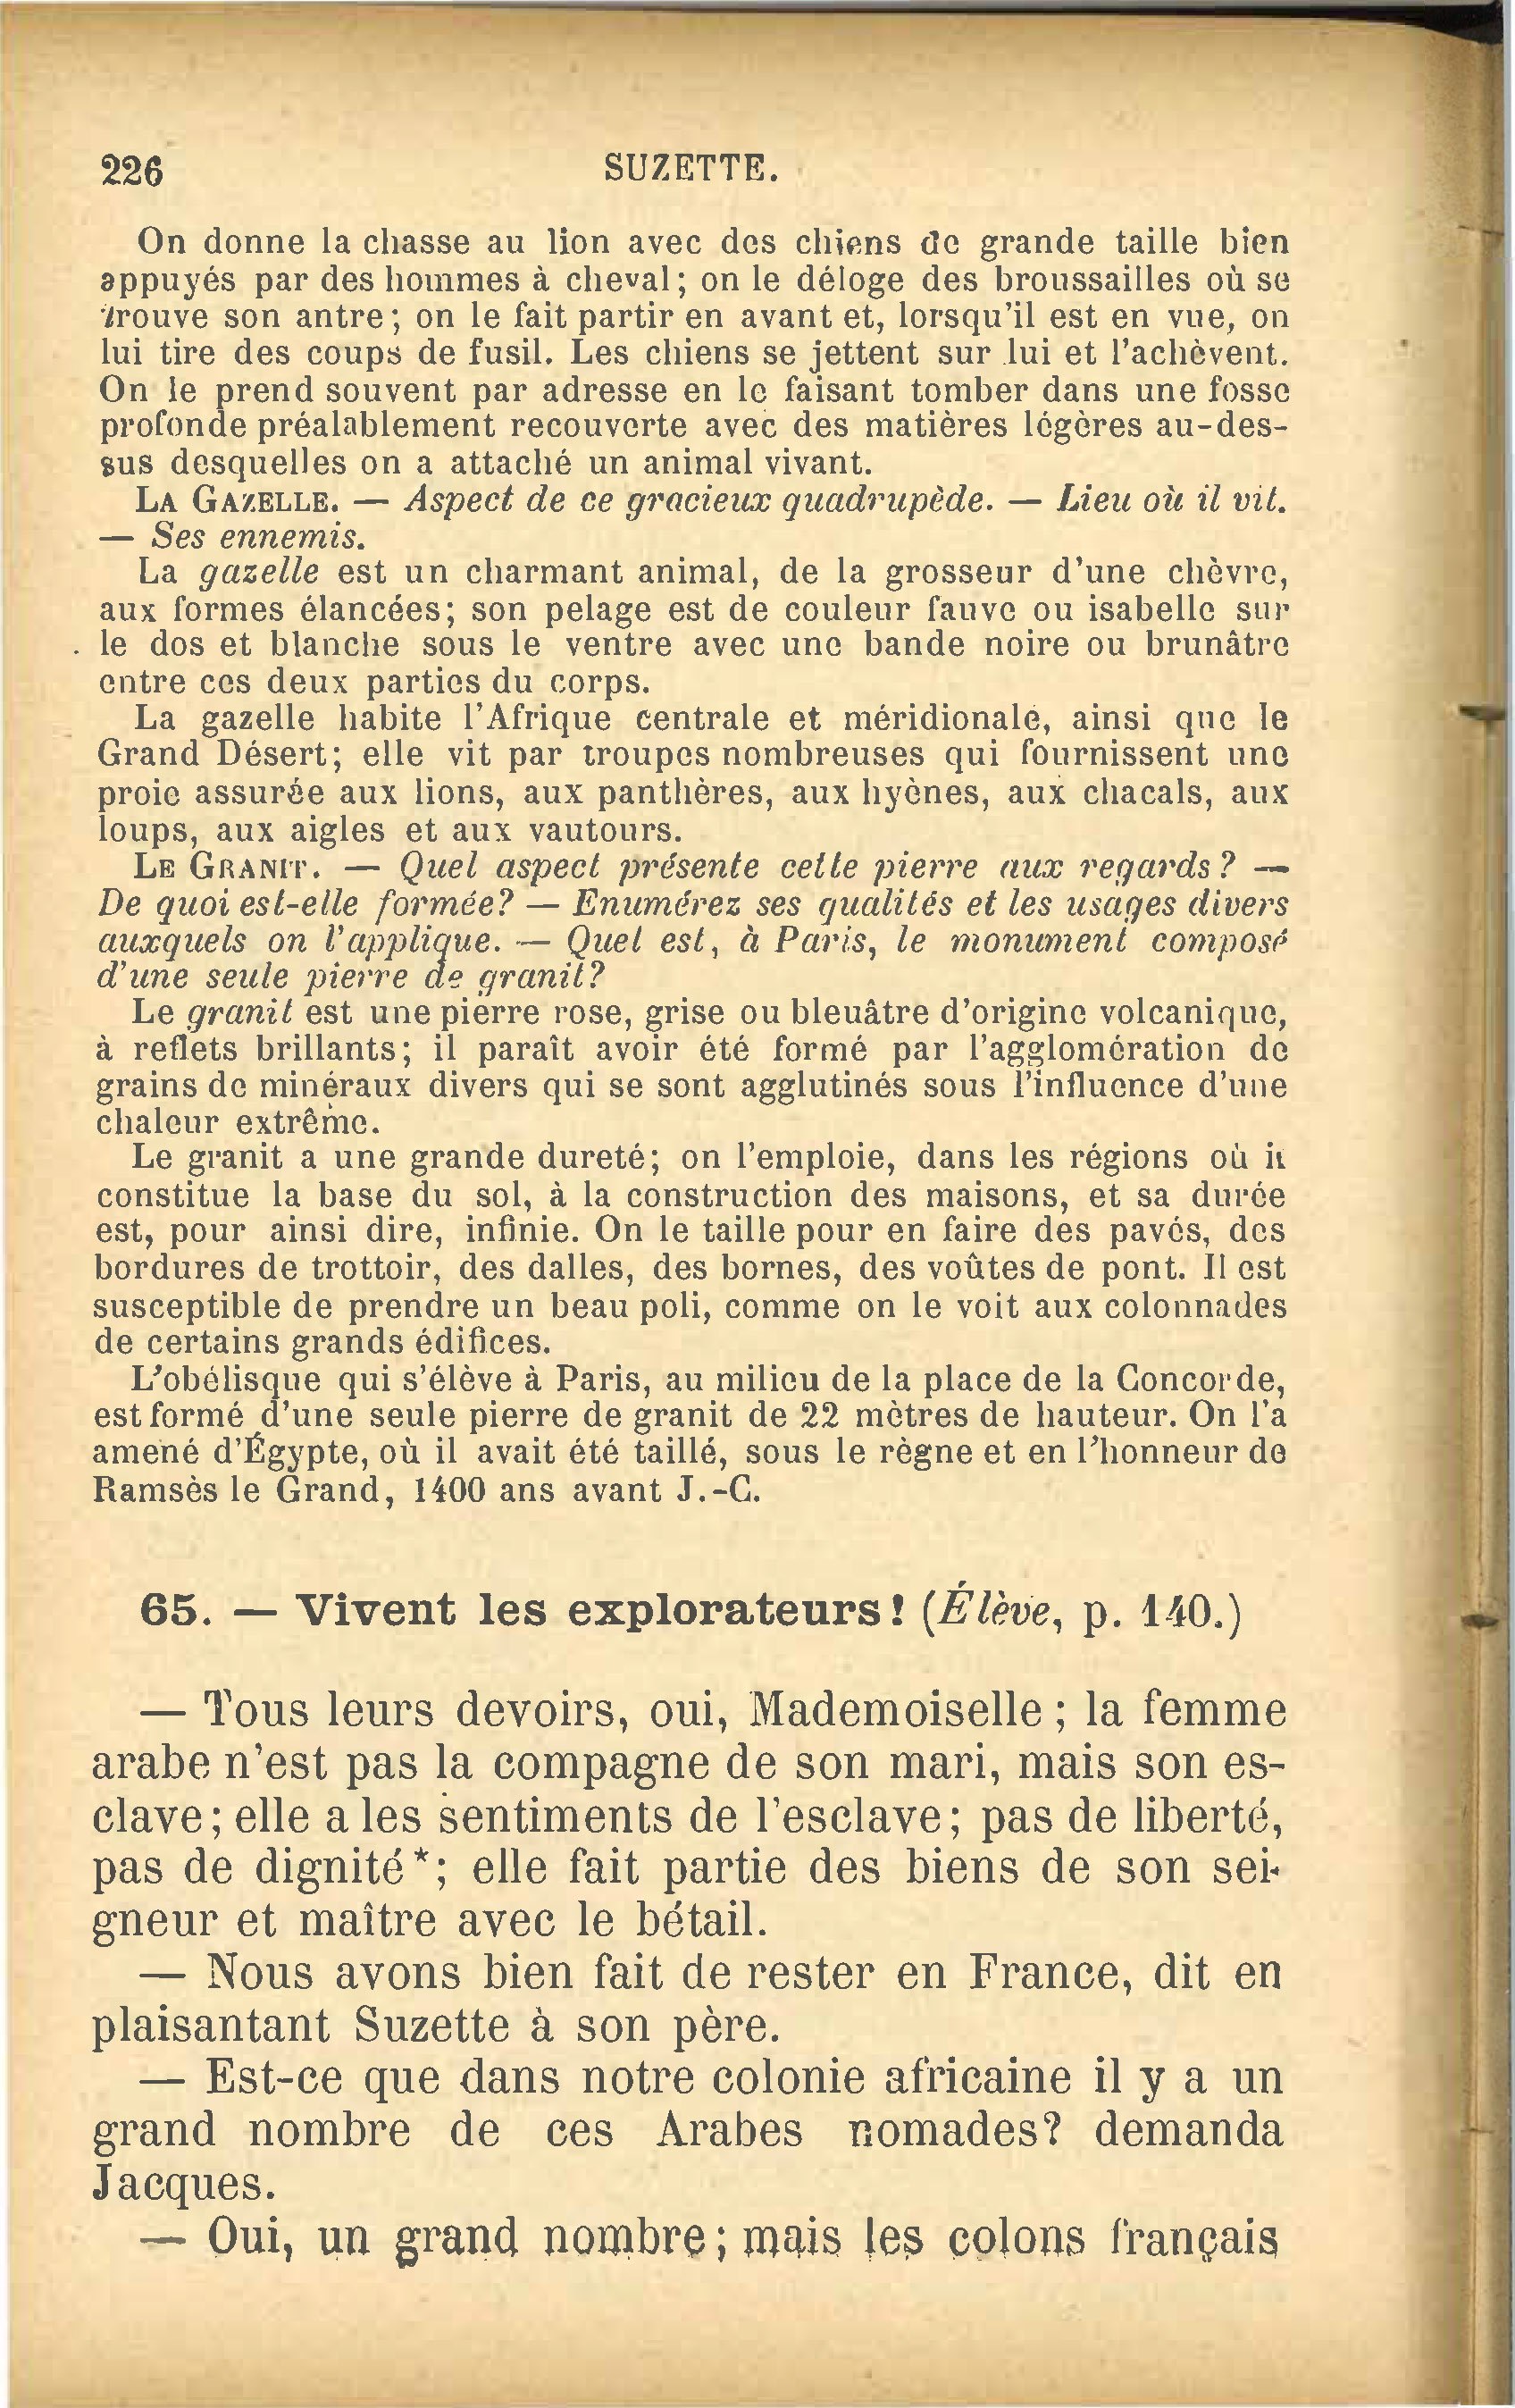 226
SUZETTE.
On donne la chasse au lion avec des chiens de grande taille bien
appuyés par des hommes à cheval; on le déloge des broussailles où se
trouve son antre; on le fait partir en avant et, lorsqu'il est en vue, on
lui tire des coups de fusil. Les chiens se jettent sur lui et l'achèvent.
On le prend souvent par adresse en le faisant tomber dans une fosse
profonde préalablement recouverte avec des matières légères au-des-
sus desquelles on a attaché un animal vivant.
LA GAZELLE. — Aspect de ce gracieux quadrupède. — Lieu où il vit.
— Ses ennemis.
La gazelle est un charmant animal, de la grosseur d'une chèvre,
aux formes élancées; son pelage est de couleur fauve ou isabelle sur
le dos et blanche sous le ventre avec une bande noire ou brunâtre
entre ces deux parties du corps.
La gazelle habite l'Afrique centrale et méridionale, ainsi que le
Grand Désert; elle vit par troupes nombreuses qui fournissent une
proie assurée aux lions, aux panthères, aux hyènes, aux chacals, aux
loups, aux aigles et aux vautours.
LE GRANIT. — Quel aspect présente cette pierre aux regards? —
De quoi est-elle formée? — Enumérez ses qualités et les usages divers
auxquels on l'applique. — Quel est, à Paris, le monument composé
d'une seule pierre de granit?
Le granit est une pierre rose, grise ou bleuâtre d'origine volcanique,
à reflets brillants; il paraît avoir été formé par l'agglomération de
grains de minéraux divers qui se sont agglutinés sous l'influence d'une
chaleur extrême.
Le granit a une grande dureté; on l'emploie, dans les régions où il
constitue la base du sol, à la construction des maisons, et sa durée
est, pour ainsi dire, infinie. On le taille pour en faire des pavés, des
bordures de trottoir, des dalles, des bornes, des voûtes de pont. Il est
susceptible de prendre un beau poli, comme on le voit aux colonnades
de certains grands édifices.
L'obélisque qui s'élève à Paris, au milieu de la place de la Concorde,
est formé d'une seule pierre de granit de 22 mètres de hauteur. On l'a
amené d'Égypte, où il avait été taillé, sous le règne et en l'honneur de
Ramsès le Grand, 1400 ans avant J.-C.
65. — Vivent les explorateurs! (Élève, p. 140.)
— Tous leurs devoirs, oui, Mademoiselle; la femme
arabe n'est pas la compagne de son mari, mais son es-
clave; elle a les sentiments de l'esclave; pas de liberté,
pas de dignité*; elle fait partie des biens de son sei-
gneur et maître avec le bétail.
— Nous avons bien fait de rester en France, dit en
plaisantant Suzette à son père.
— Est-ce que dans notre colonie africaine il y a un
grand nombre de ces Arabes nomades? demanda
Jacques.
— Oui, un grand nombre; mais les colons français